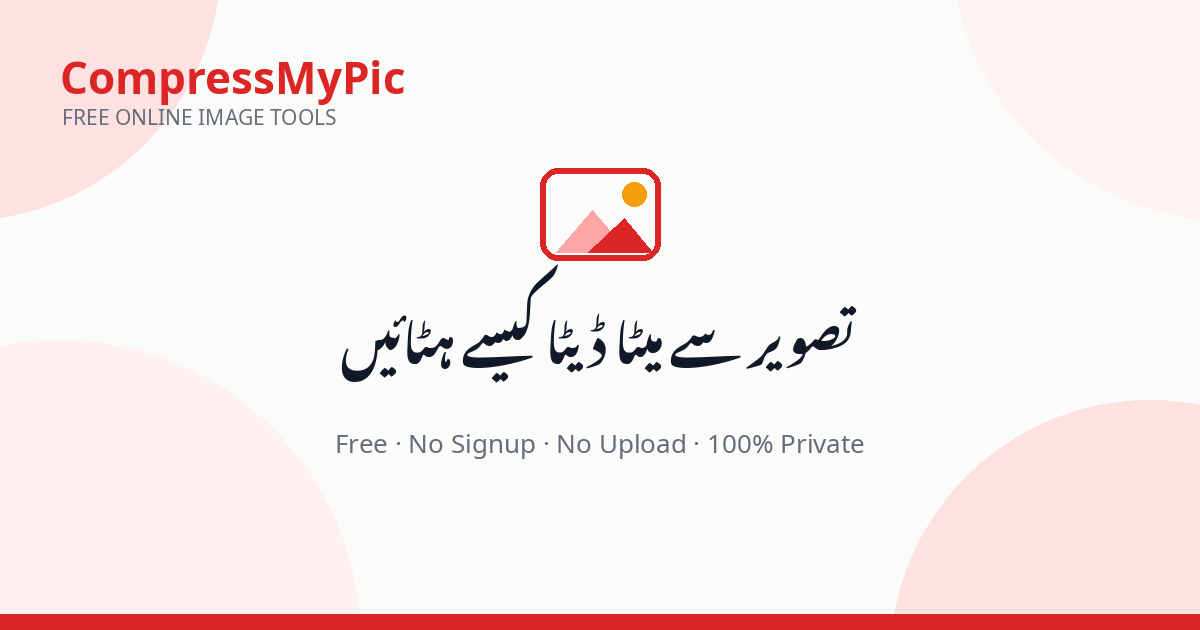 CompressMyPic
FREE ONLINE IMAGE TOOLS
تصویر سے میٹا ڈیٹا کیسے ہٹائیں
Free · No Signup · No Upload · 100% Private